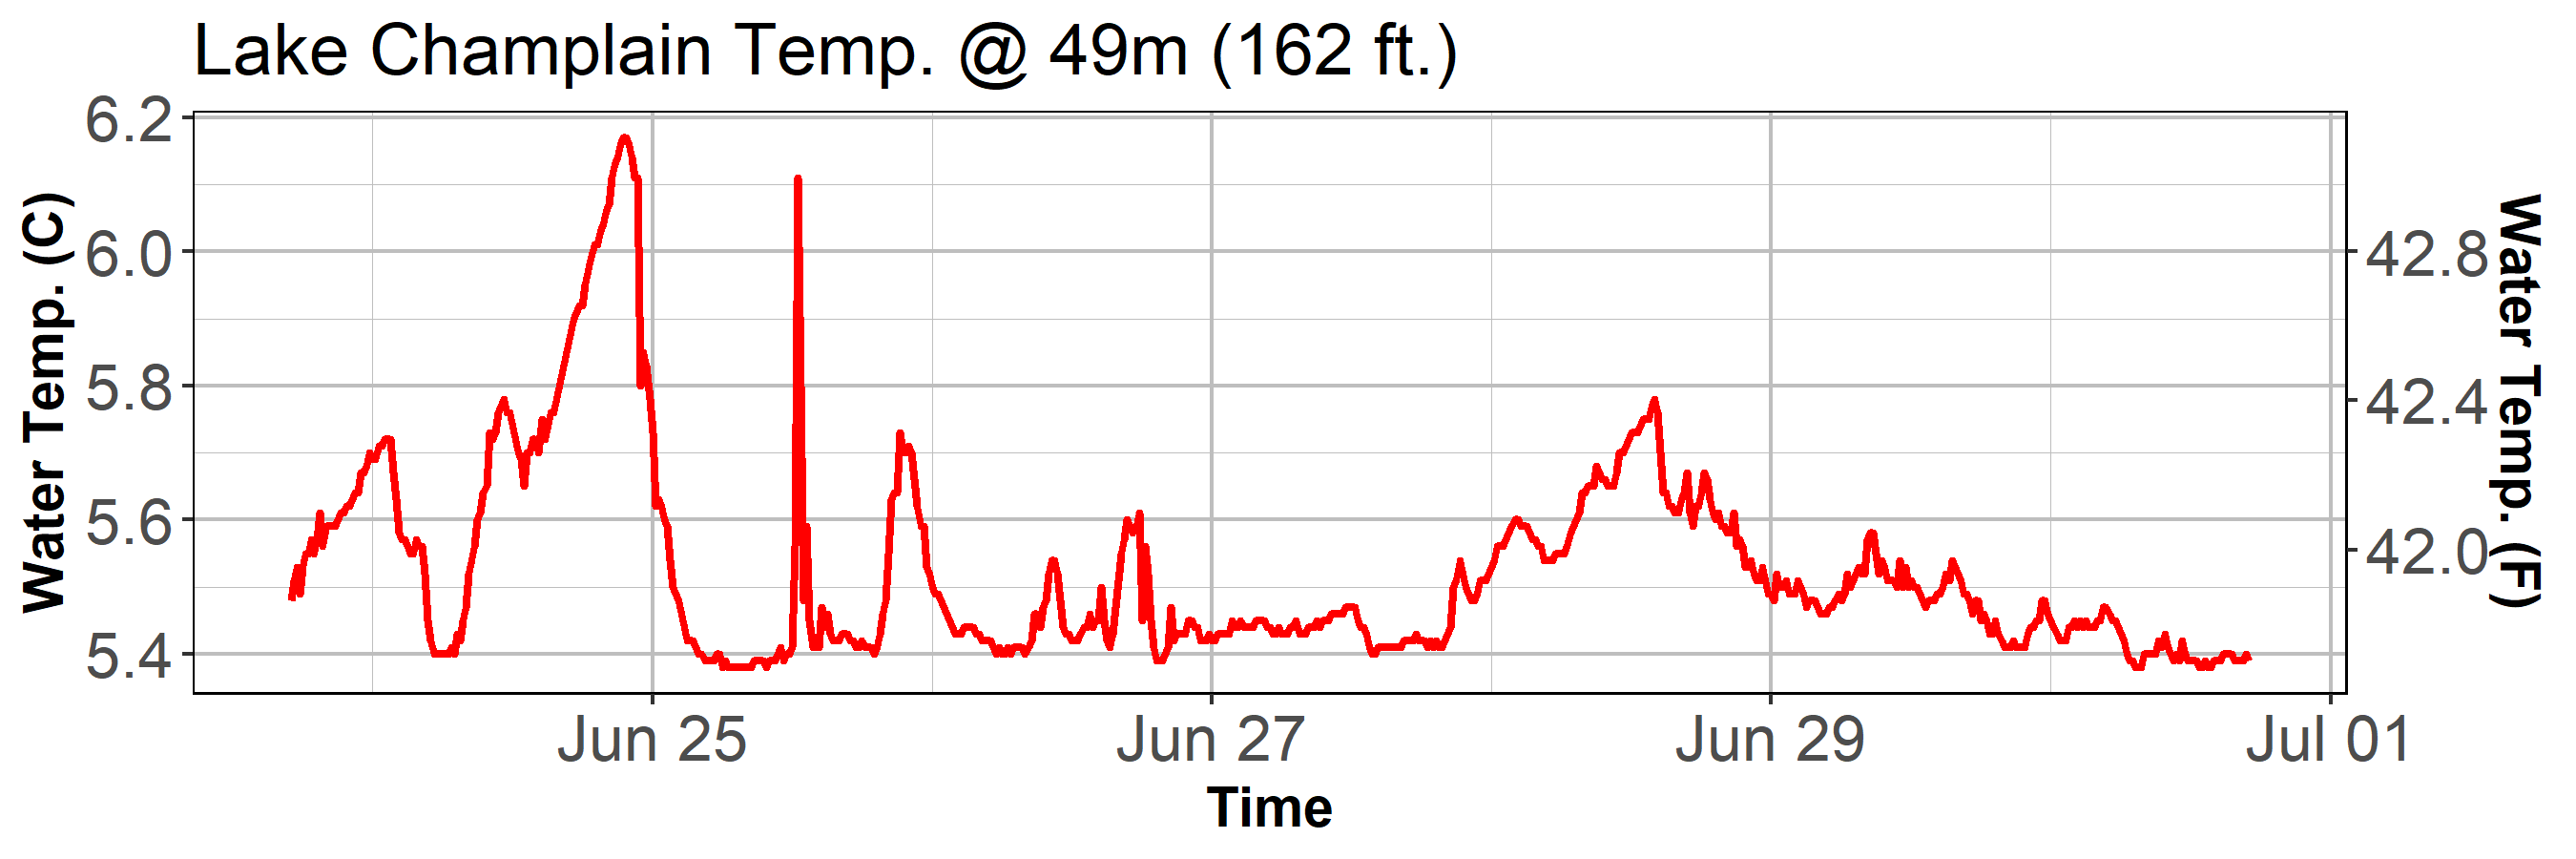 Lake Champlain Temp. @ 49m (162 ft.)
Water Temp. (C)
6.2
6.0
5.8
5.6
5.4
42.8
42.4
42.0
Water Temp. (F)
Jun 25
Jun 27
Jun 29
Jul 01
Time